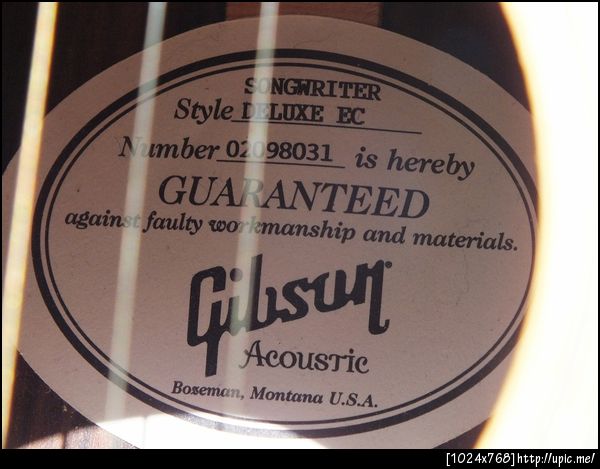 SONGWRITER
Style DELUXE EC
Number 02098031 is hereby
GUARANTEED
against faulty workmanship and materials.
Gibson
ACOUSTIC
Bozeman, Montana U.S.A.
[1024x768]http://upic.me/